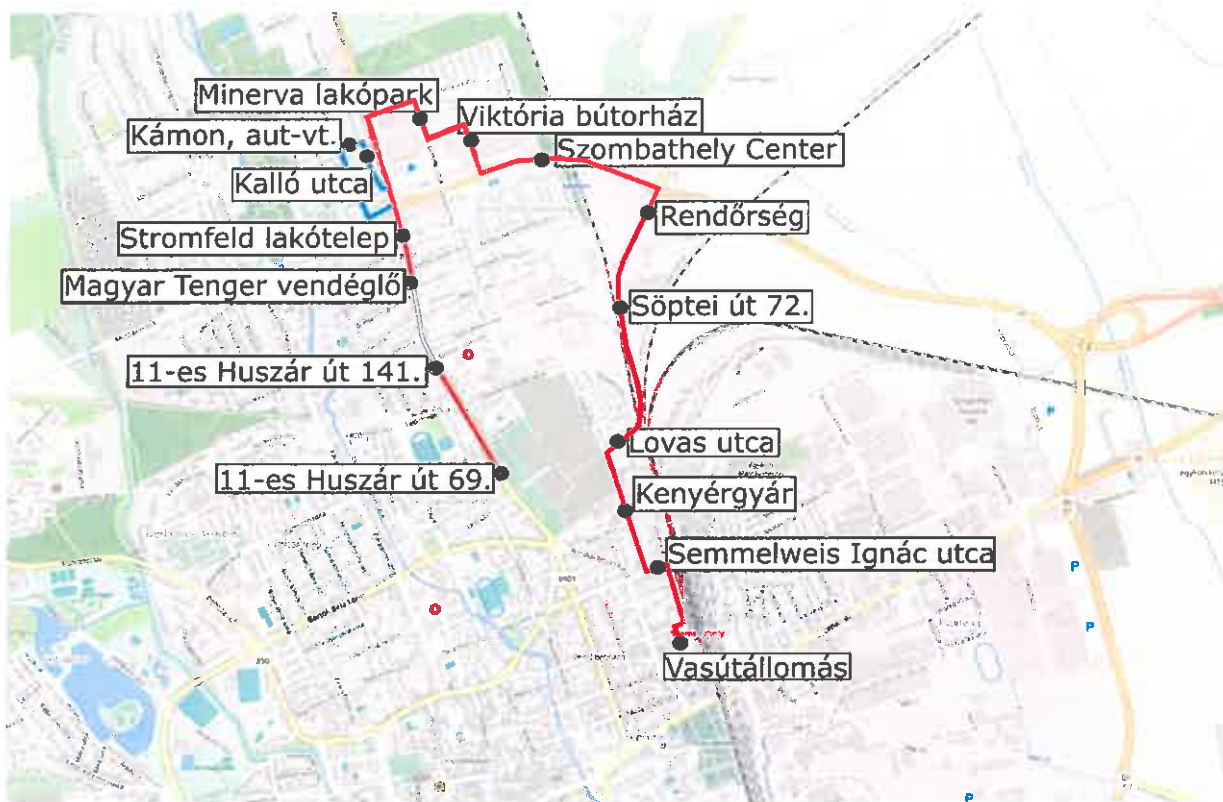 Minerva lakópark
Viktória bútorház
Kámon, aut-vt.
Szombathely Center
Kalló utca
Rendőrség
Stromfeld lakótelep
Magyar Tenger vendéglő
Söptei út 72.
11-es Huszár út 141.
Lovas utca
11-es Huszár út 69.
Kenyérgyár
Semmelweis Ignác utca
Vasútállomás
P
P
P
P